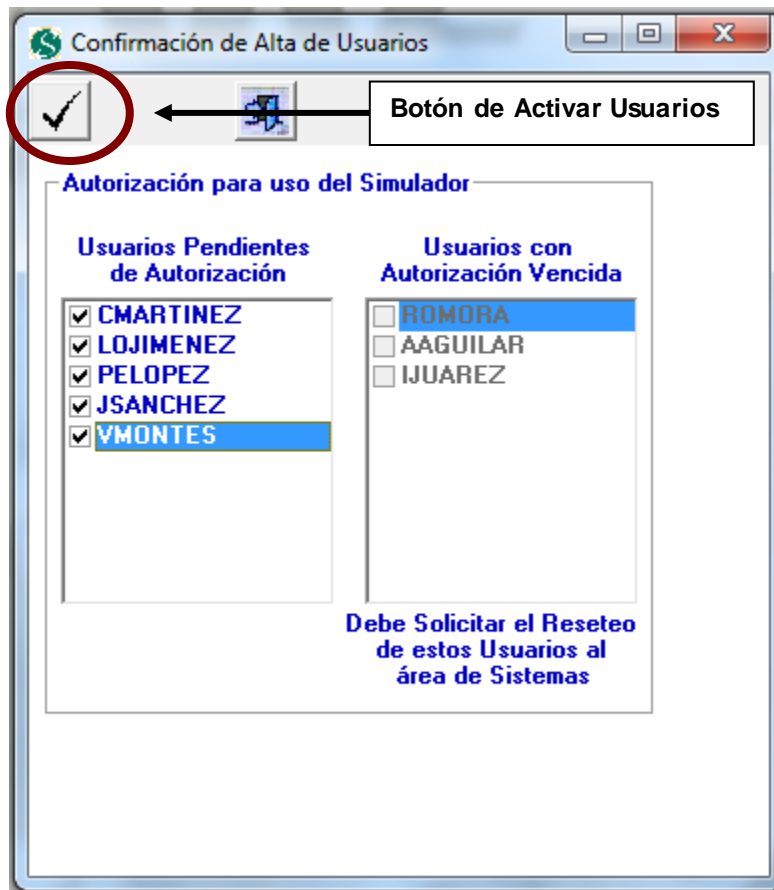 Confirmación de Alta de Usuarios
Botón de Activar Usuarios
Autorización para uso del Simulador
Usuarios Pendientes
de Autorización
CMARTINEZ
LOJIMENEZ
PELOPEZ
JSANCHEZ
VMONTES
Usuarios con
Autorización Vencida
ROMORA
AAGUILAR
IJUAREZ
Debe Solicitar el Reseteo
de estos Usuarios al
área de Sistemas